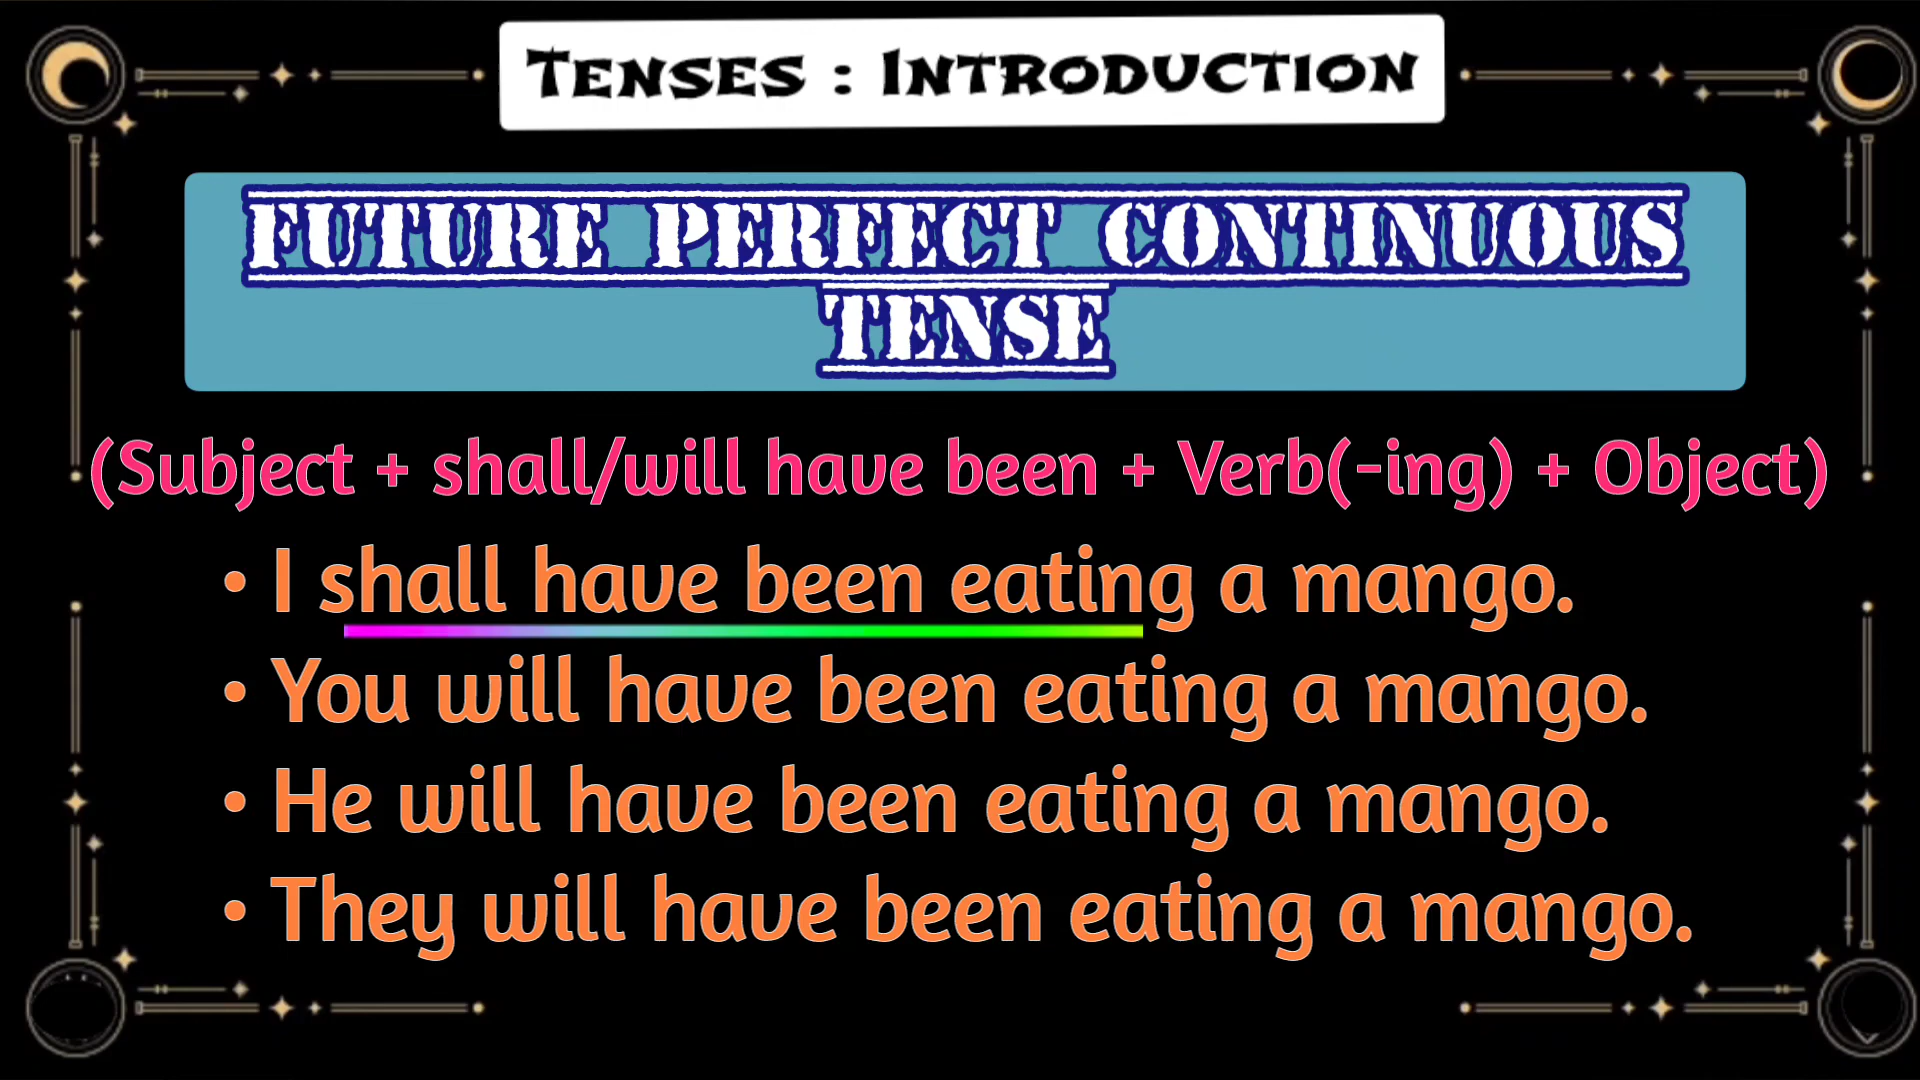 TENSES : INTRODUCTION
FUTURE PERFECT CONTINUOUS
TENSE
(Subject + shall/will have been + Verb(-ing) + Object)
• I shall have been eating a mango.
• You will have been eating a mango.
• He will have been eating a mango.
• They will have been eating a mango.